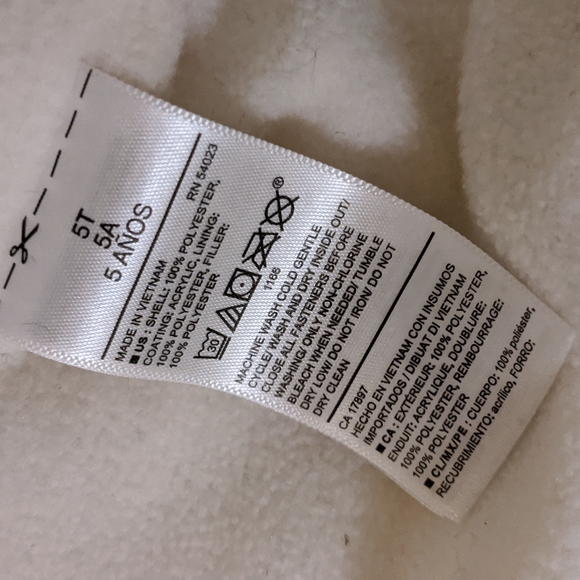 5T
5A
5 AÑOS
MADE IN VIETNAM RN 54023
■ US : SHELL: 100% POLYESTER,
COATING: ACRYLIC, LINING:
100% POLYESTER, FILLER:
100% POLYESTER
20
®
1166
MACHINE WASH COLD GENTLE
CYCLE/ WASH AND DRY INSIDE OUT/
CLOSE ALL FASTENERS BEFORE
WASHING/ ONLY NON-CHLORINE
BLEACH WHEN NEEDED/ TUMBLE
DRY LOW/ DO NOT IRON/ DO NOT
DRY CLEAN
CA 17897
HECHO EN VIETNAM CON INSUMOS
IMPORTADOS / DIBUAT DI VIETNAM
■ CA : EXTÉRIEUR: 100% POLYESTER,
ENDUIT: ACRYLIQUE, DOUBLURE:
100% POLYESTER, REMBOURRAGE:
100% POLYESTER
■ CL/MX/PE : CUERPO: 100% poliéster,
RECUBRIMIENTO: acrílico, FORRO: